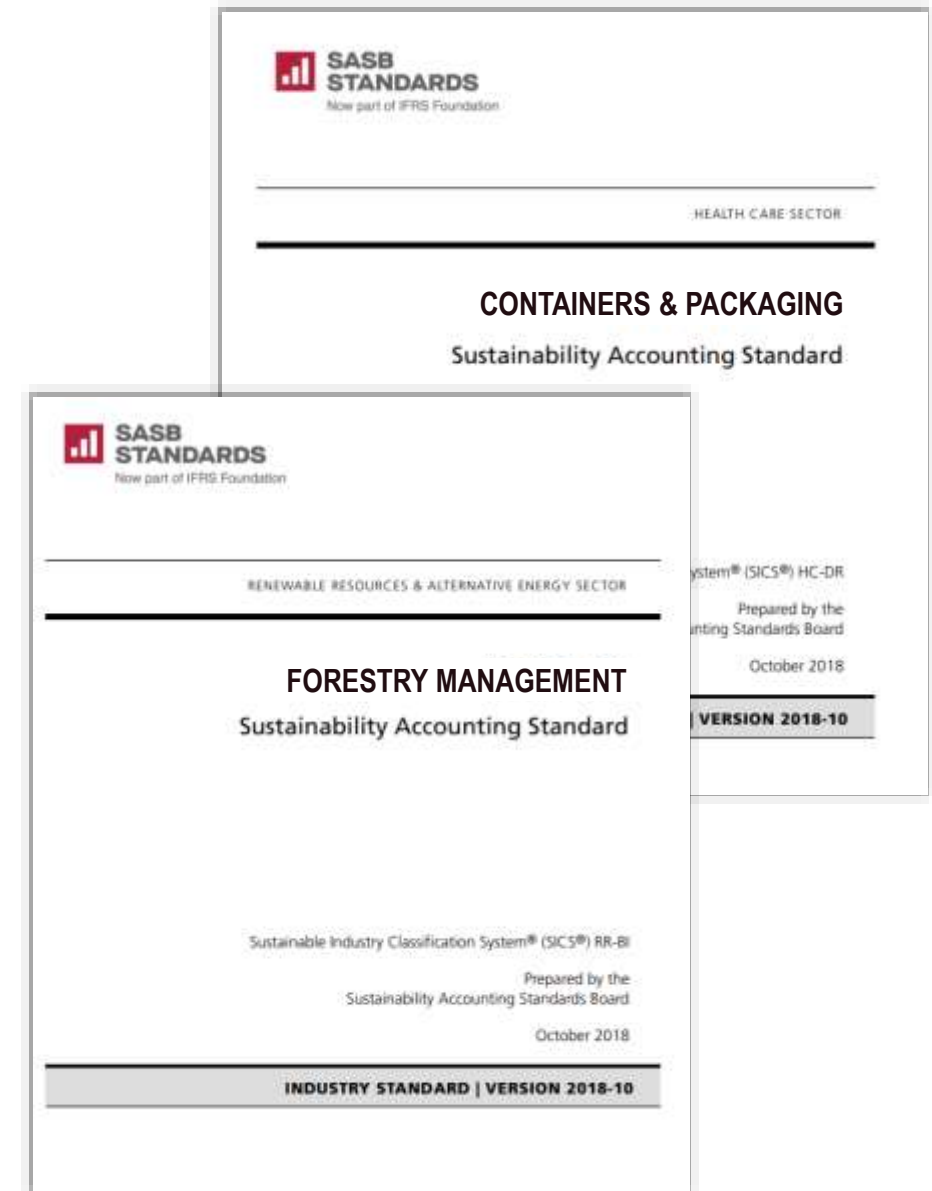 SASB
STANDARDS
Now part of IFRS Foundation
HEALTH CARE SECTOR
CONTAINERS & PACKAGING
Sustainability Accounting Standard
ystem® (SICS®) HC-DR
Prepared by the
nting Standards Board
October 2018
| VERSION 2018-10
SASB
STANDARDS
Now part of IFRS Foundation
RENEWABLE RESOURCES & ALTERNATIVE ENERGY SECTOR
FORESTRY MANAGEMENT
Sustainability Accounting Standard
Sustainable Industry Classification System® (SICS®) RR-BI
Prepared by the
Sustainability Accounting Standards Board
October 2018
INDUSTRY STANDARD | VERSION 2018-10